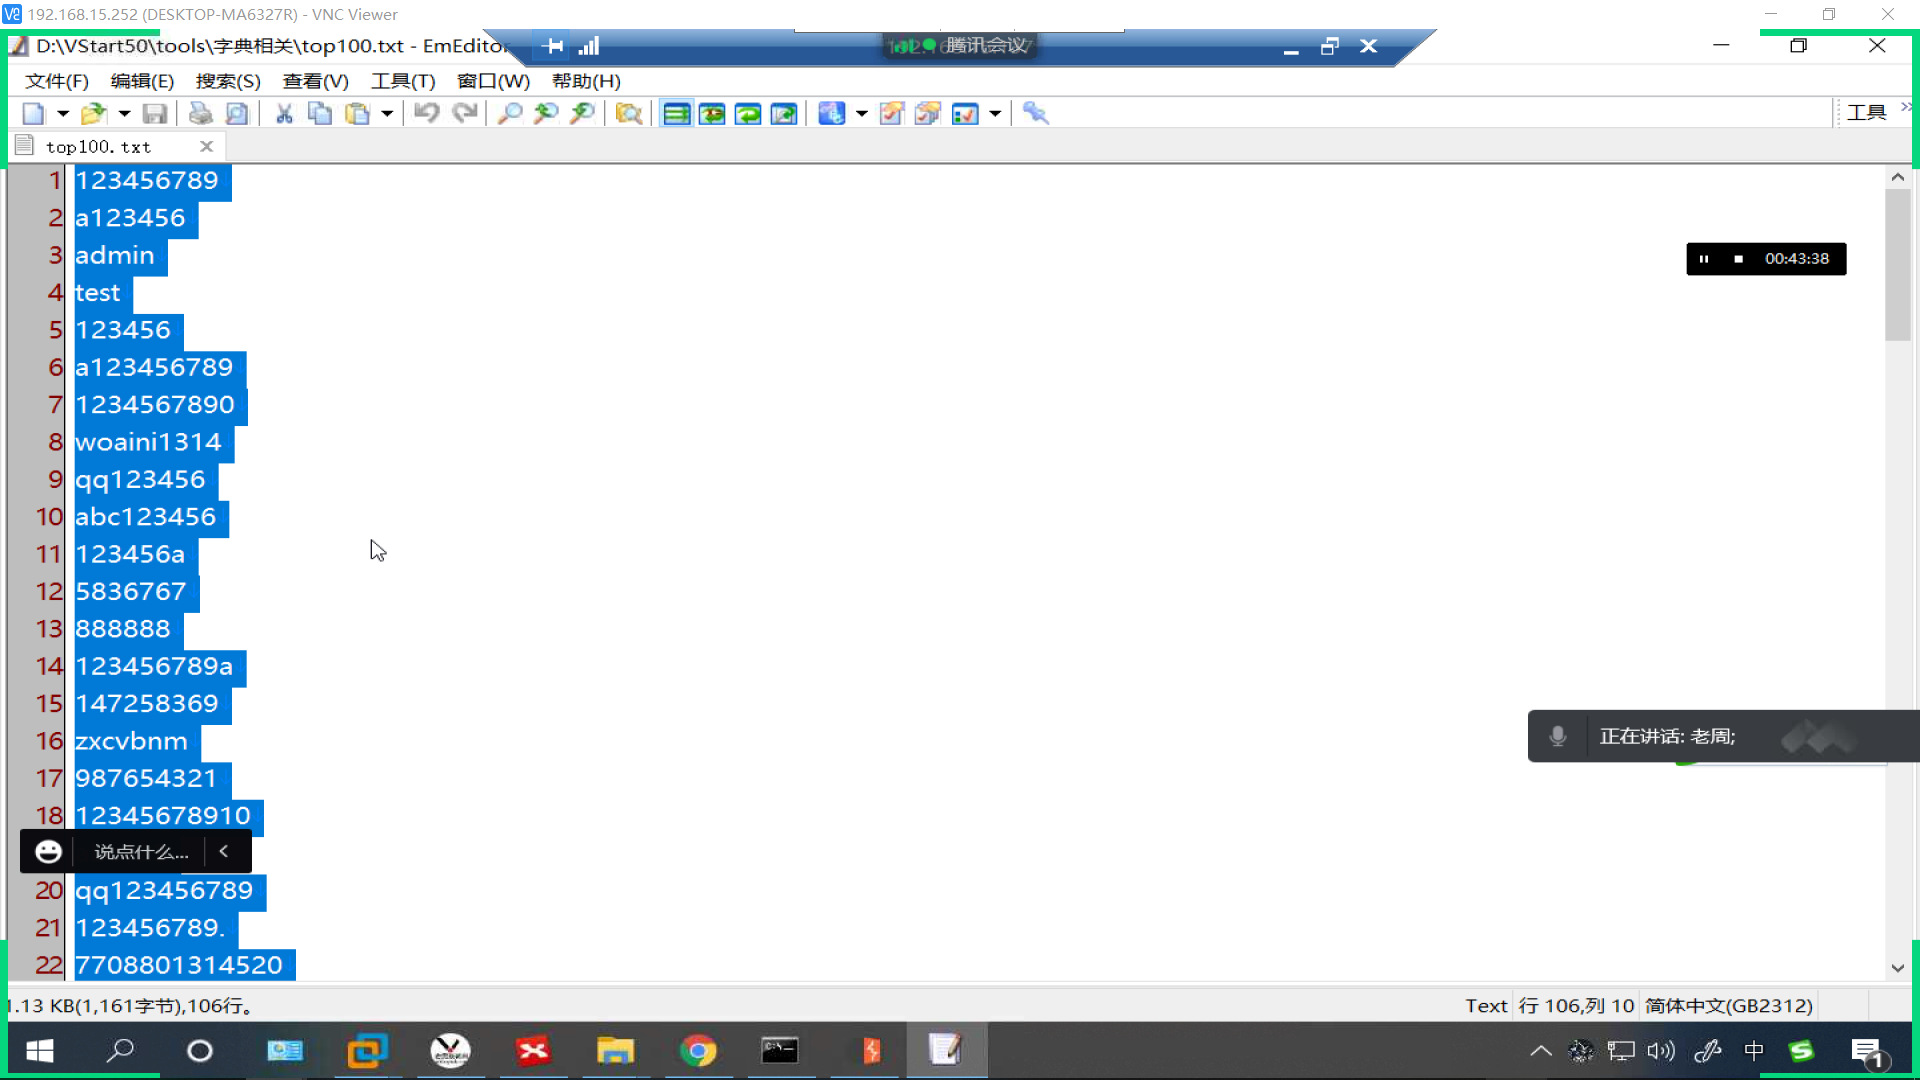 192.168.15.252 (DESKTOP-MA6327R) - VNC Viewer
D:\VStart50\tools\字典相关\top100.txt - EmEditor
腾讯会议
文件(F) 编辑(E) 搜索(S) 查看(V) 工具(T) 窗口(W) 帮助(H)
工具
top100.txt
1 123456789
2 a123456
3 admin
00:43:38
4 test
5 123456
6 a123456789
7 1234567890
8 woaini1314
9 qq123456
10 abc123456
11 123456a
12 5836767
13 888888
14 123456789a
15 147258369
16 zxcvbnm
正在讲话: 老周;
17 987654321
18 12345678910
说点什么...
20 qq123456789
21 123456789.
22 7708801314520
1.13 KB(1,161字节),106行。
Text 行 106,列 10 简体中文(GB2312)
中
1